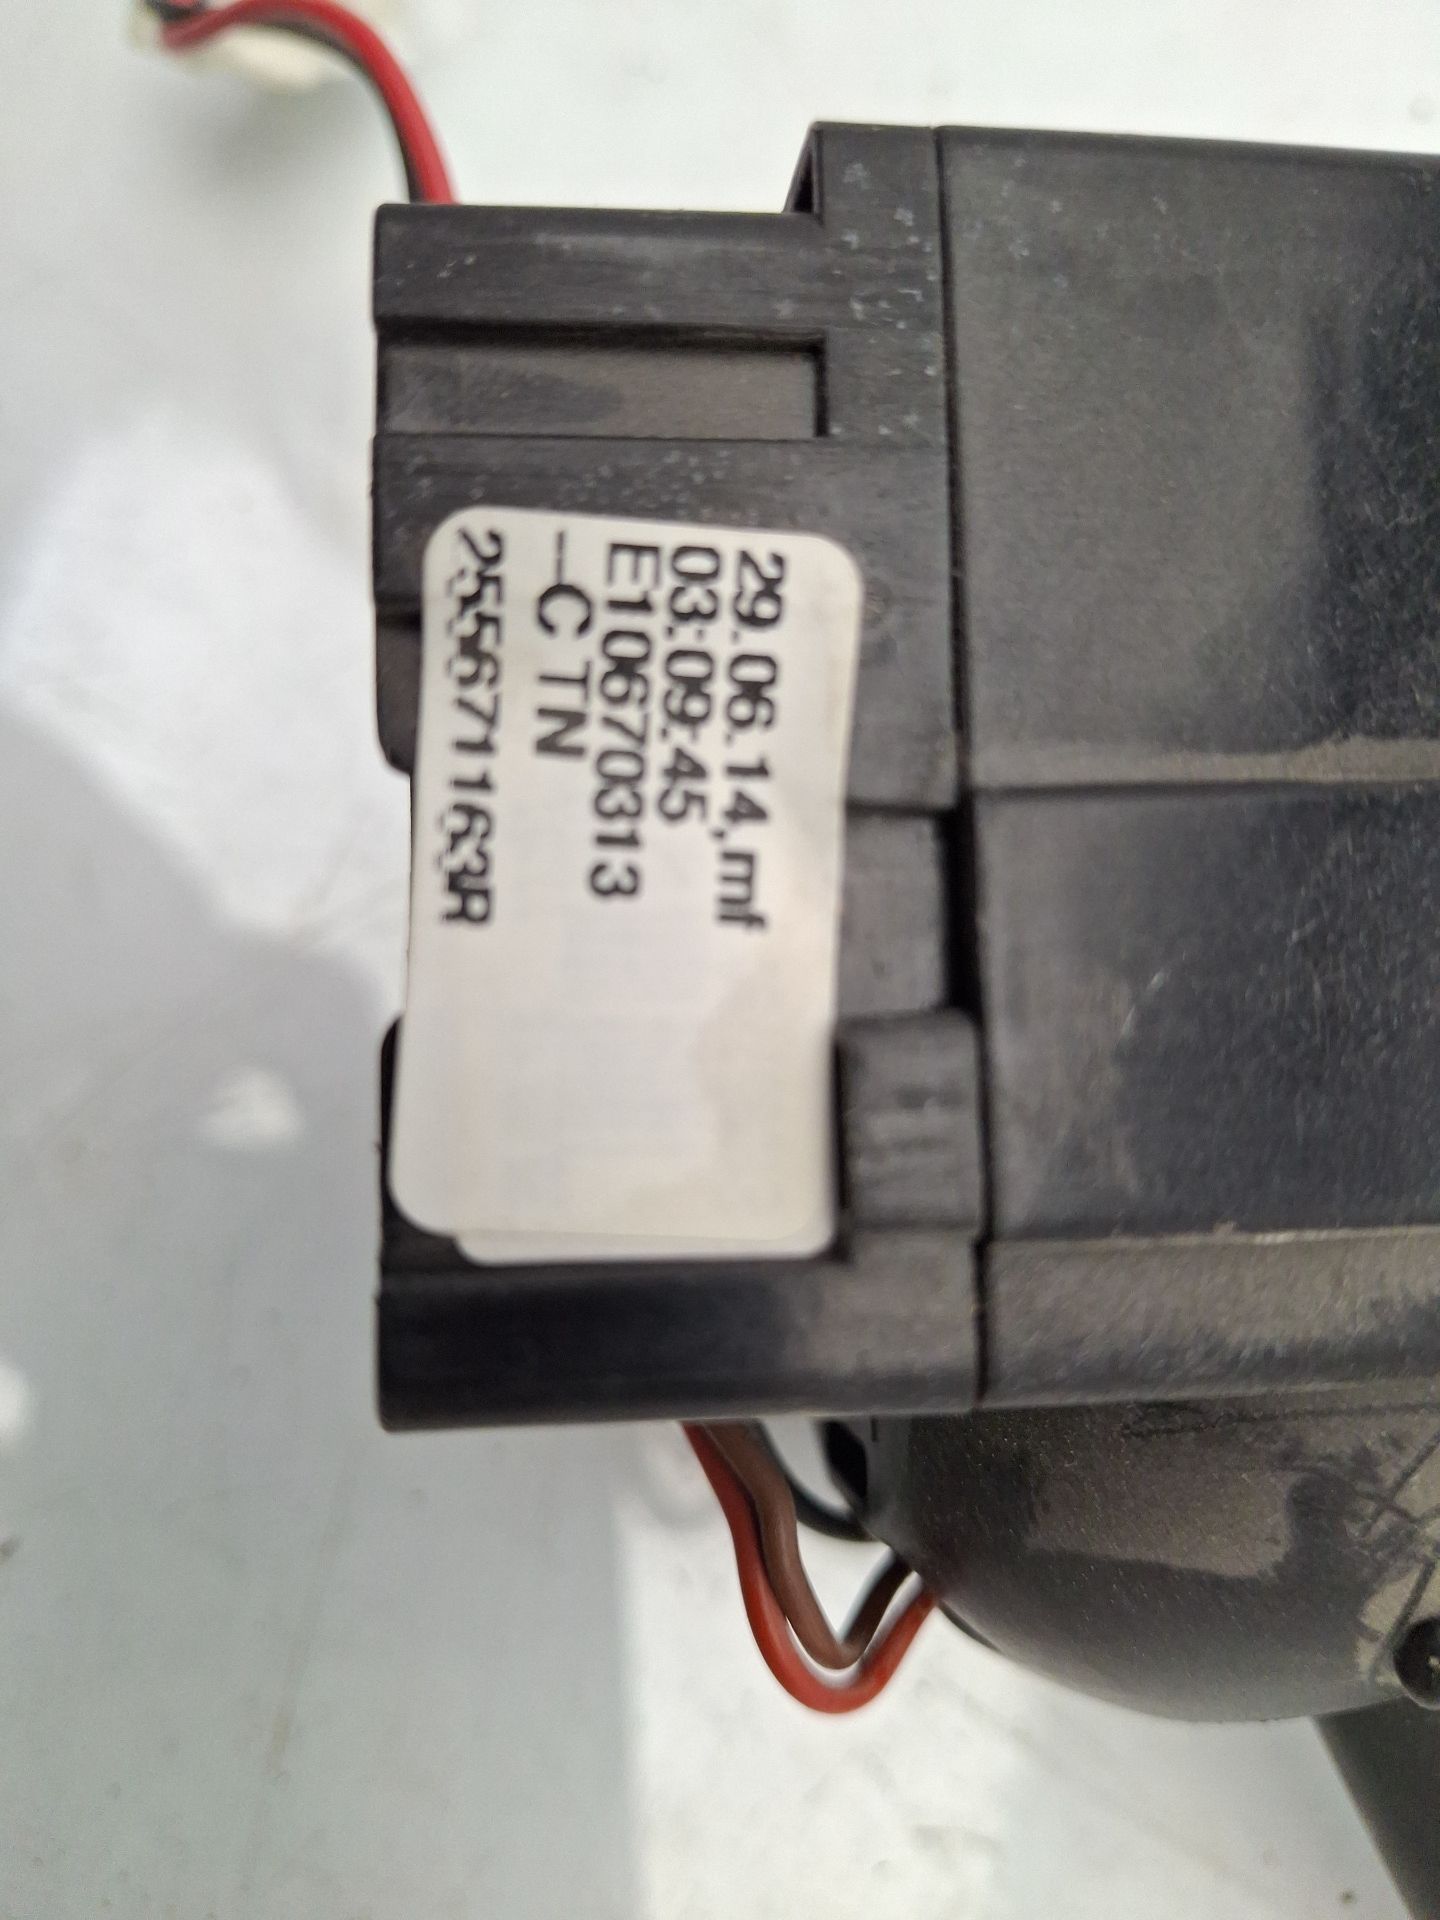 29.06.14,mf
03:09:45
E10670313
—C TN
255671163R